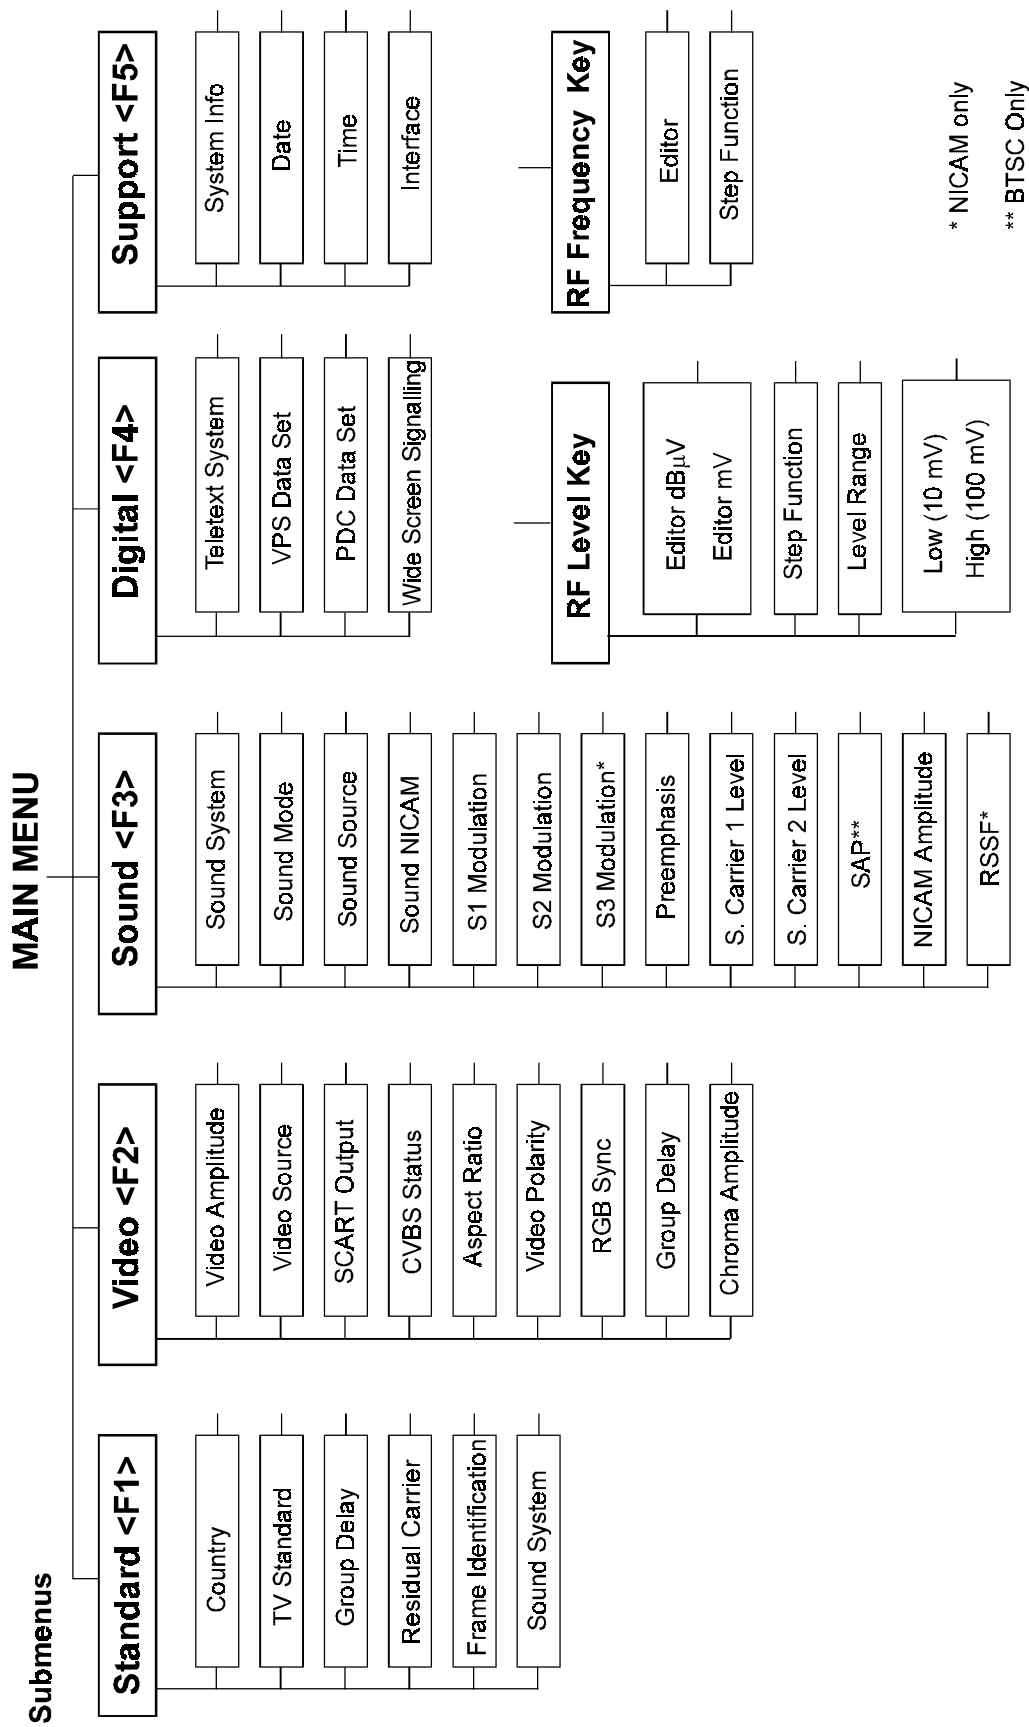 MAIN MENU
Submenus
Standard <F1>
Country
TV Standard
Group Delay
Residual Carrier
Frame Identification
Sound System
Video <F2>
Video Amplitude
Video Source
SCART Output
CVBS Status
Aspect Ratio
Video Polarity
RGB Sync
Group Delay
Chroma Amplitude
Sound <F3>
Sound System
Sound Mode
Sound Source
Sound NICAM
S1 Modulation
S2 Modulation
S3 Modulation*
Preemphasis
S. Carrier 1 Level
S. Carrier 2 Level
SAP**
NICAM Amplitude
RSSF*
Digital <F4>
Teletext System
VPS Data Set
PDC Data Set
Wide Screen Signalling
Support <F5>
System Info
Date
Time
Interface
RF Level Key
Editor dBµV
Editor mV
Step Function
Level Range
Low (10 mV)
High (100 mV)
RF Frequency Key
Editor
Step Function
* NICAM only
** BTSC Only